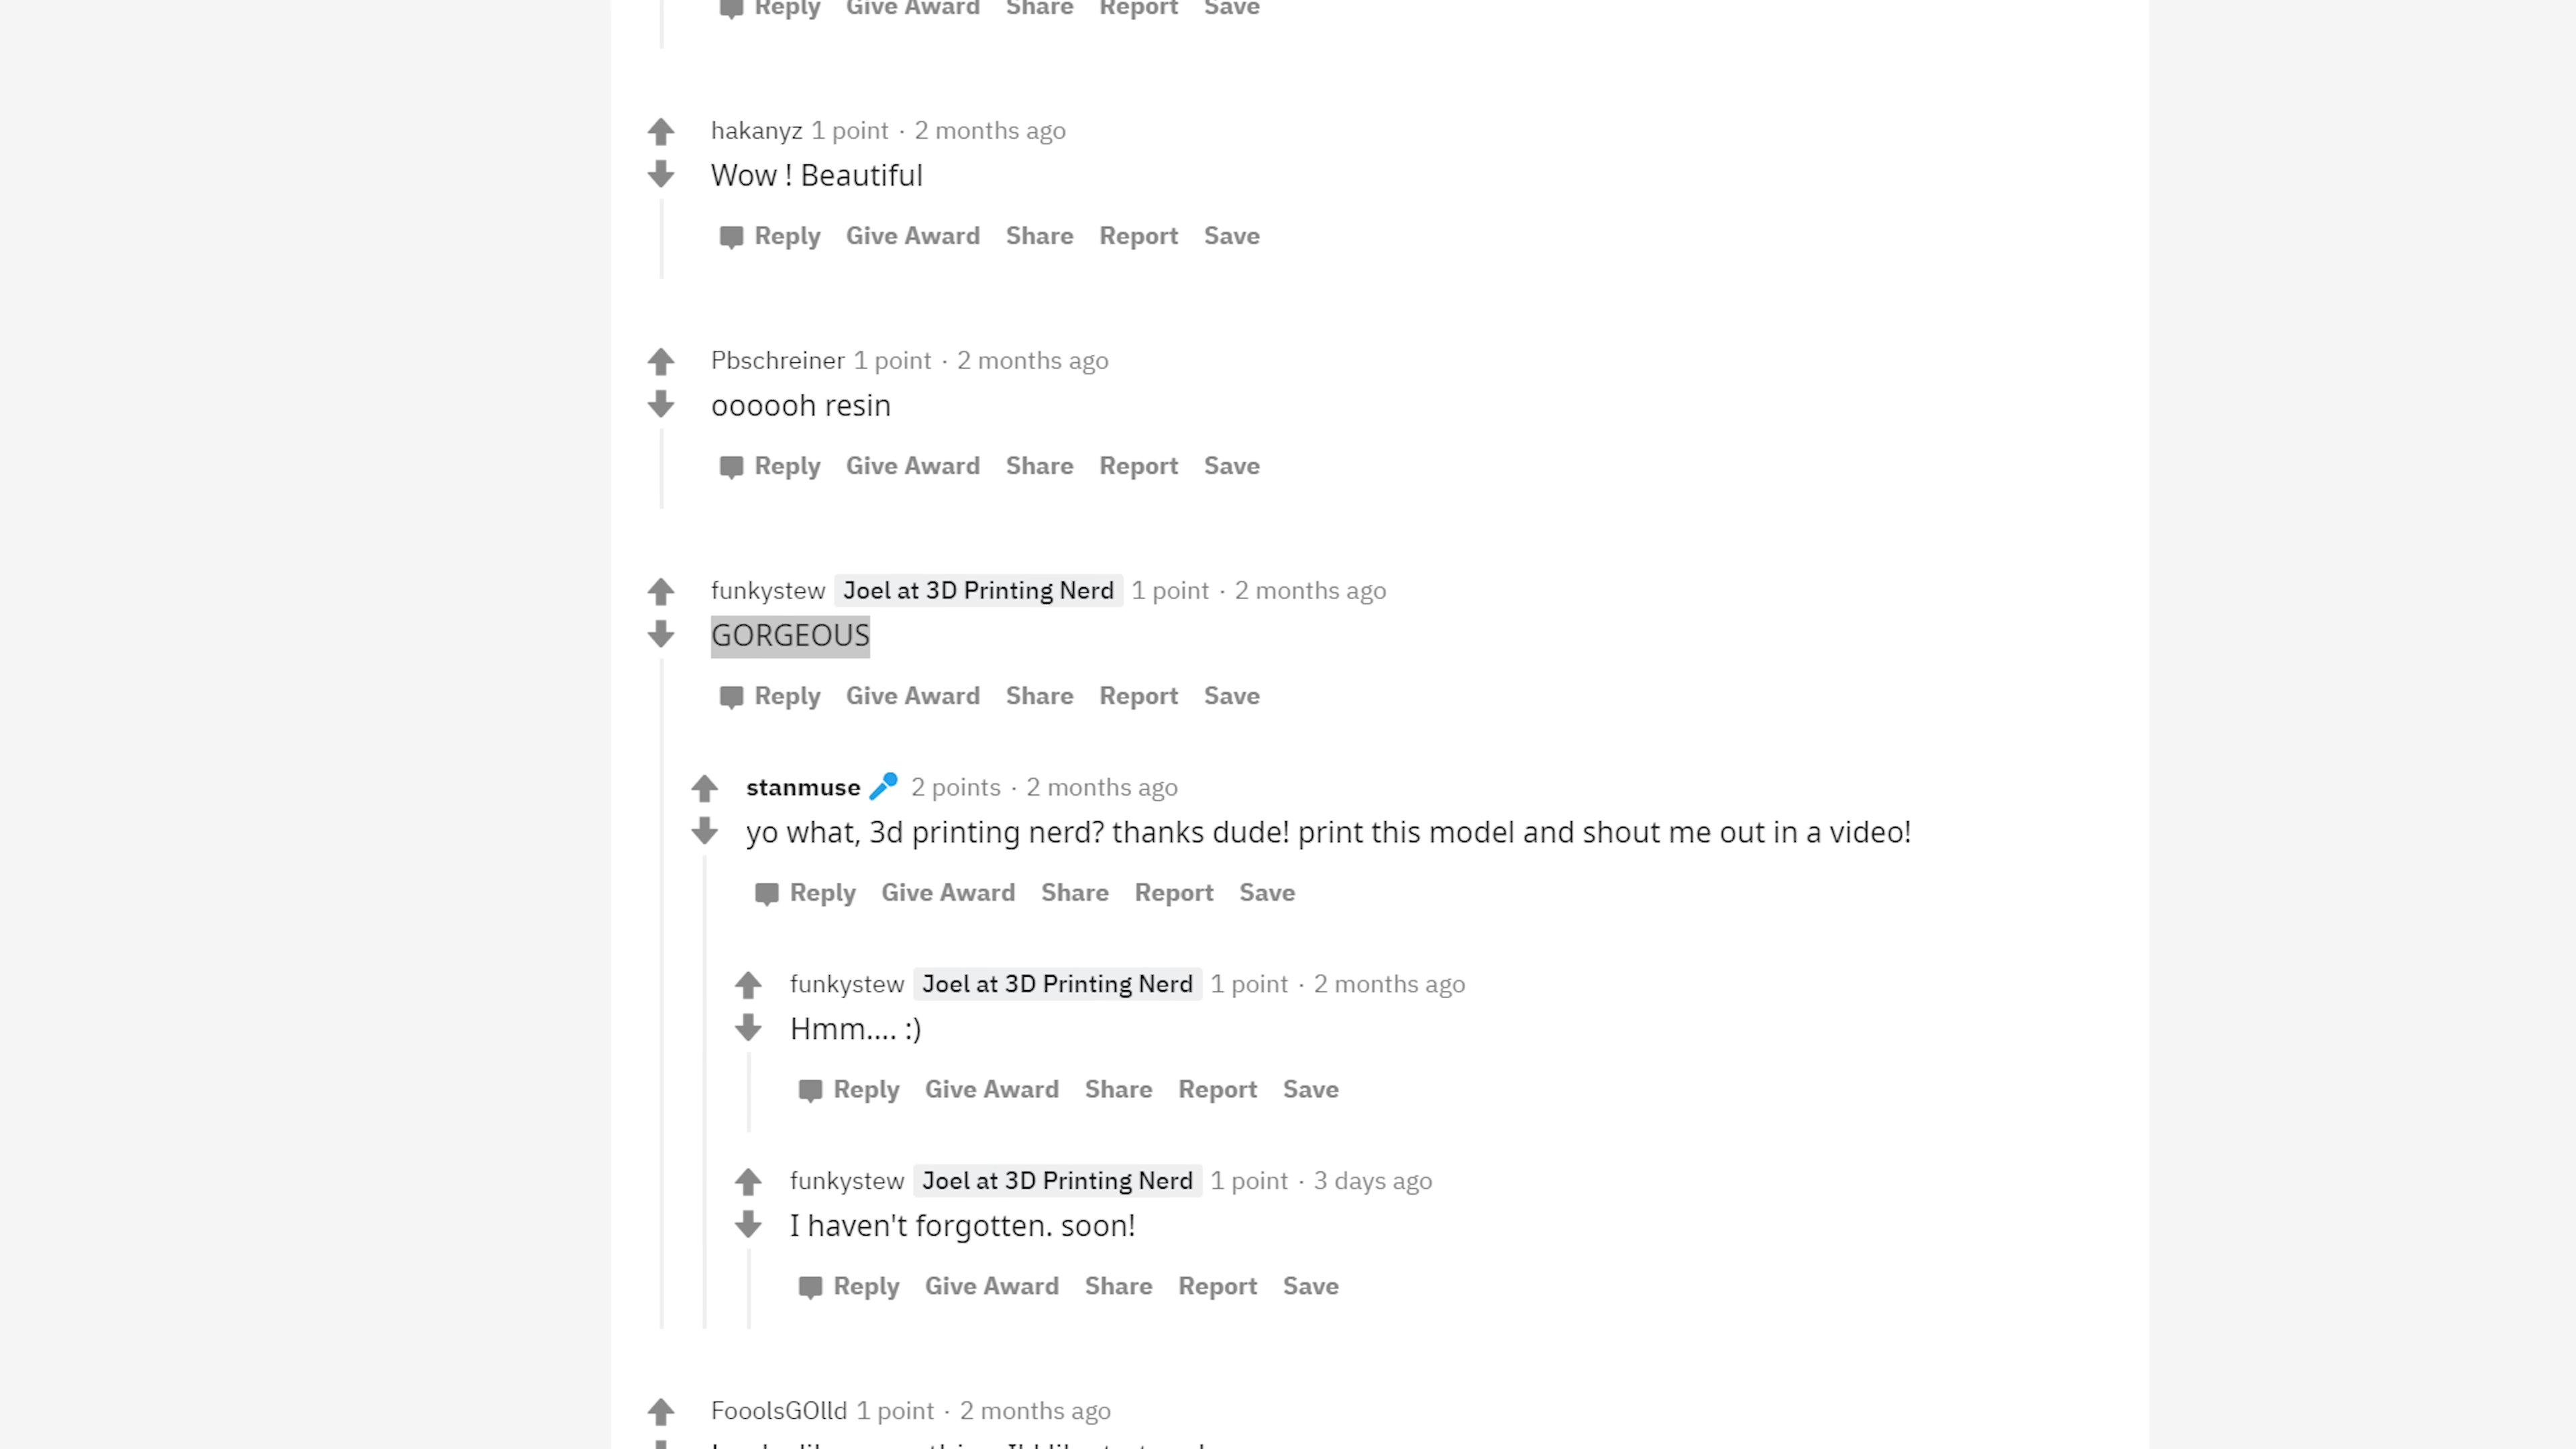 Reply Give Award Share Report Save
hakanyz 1 point · 2 months ago
Wow ! Beautiful
Reply Give Award Share Report Save
Pbschreiner 1 point · 2 months ago
oooooh resin
Reply Give Award Share Report Save
funkystew Joel at 3D Printing Nerd 1 point · 2 months ago
GORGEOUS
Reply Give Award Share Report Save
stanmuse 2 points · 2 months ago
yo what, 3d printing nerd? thanks dude! print this model and shout me out in a video!
Reply Give Award Share Report Save
funkystew Joel at 3D Printing Nerd 1 point · 2 months ago
Hmm.... :)
Reply Give Award Share Report Save
funkystew Joel at 3D Printing Nerd 1 point · 3 days ago
I haven't forgotten. soon!
Reply Give Award Share Report Save
FooolsGOlld 1 point · 2 months ago